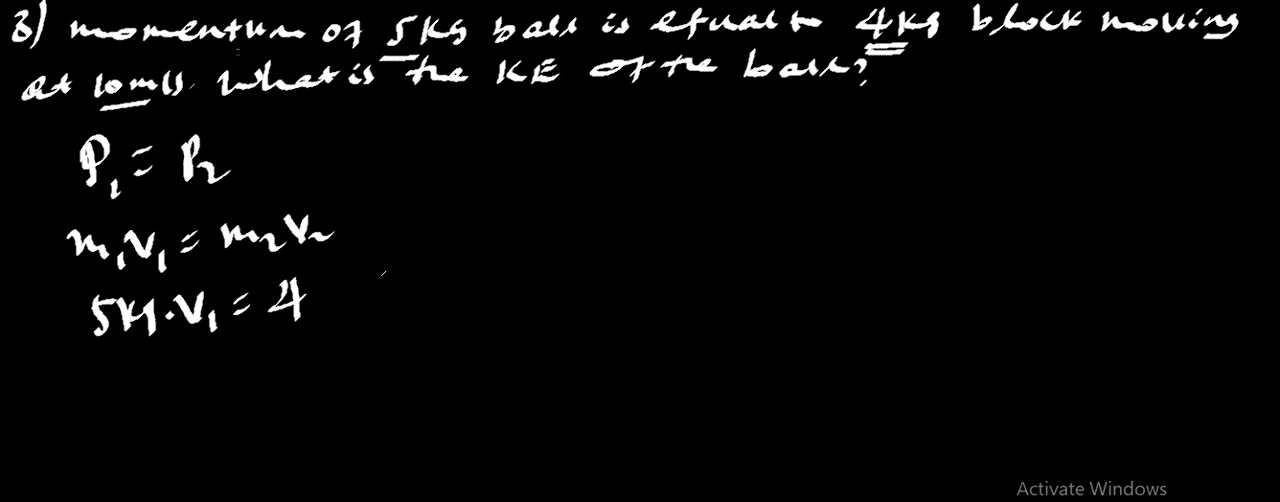 3) momentum of 5kg ball is equal to 4kg block moving
at 10m/s. What is the KE of the ball?
P₁ = P₂
m₁v₁ = m₂v₂
5kg.v₁ = 4
Activate Windows